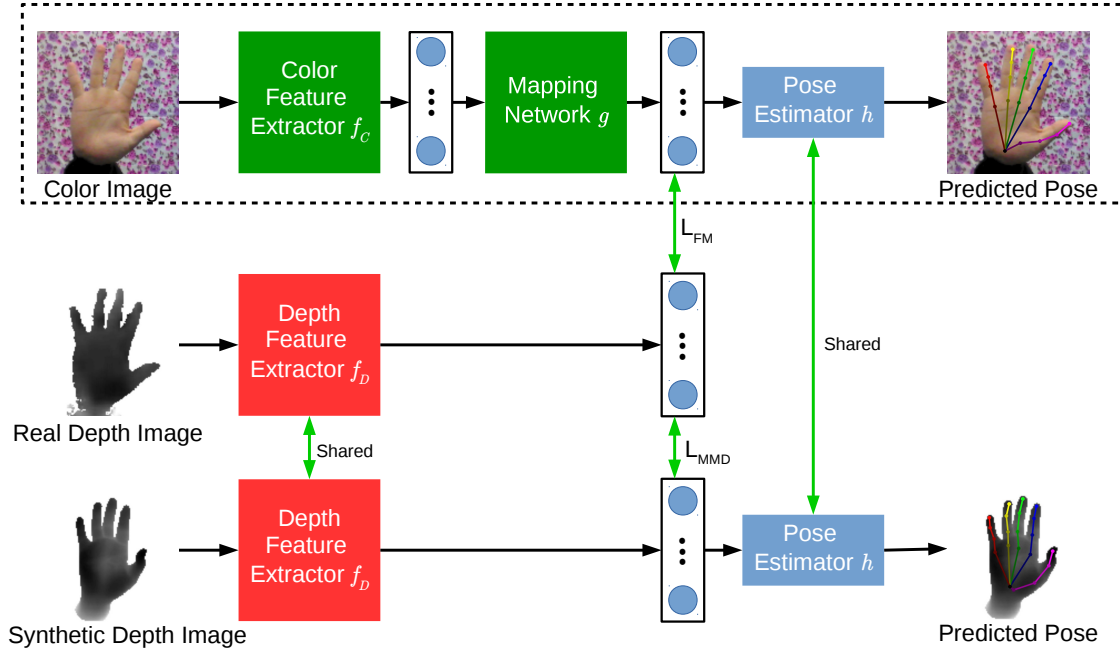 Color
Feature
Extractor f_C
Mapping
Network g
Pose
Estimator h
Color Image
Predicted Pose
L_FM
Depth
Feature
Extractor f_D
Shared
Real Depth Image
Shared
L_MMD
Depth
Feature
Extractor f_D
Pose
Estimator h
Synthetic Depth Image
Predicted Pose